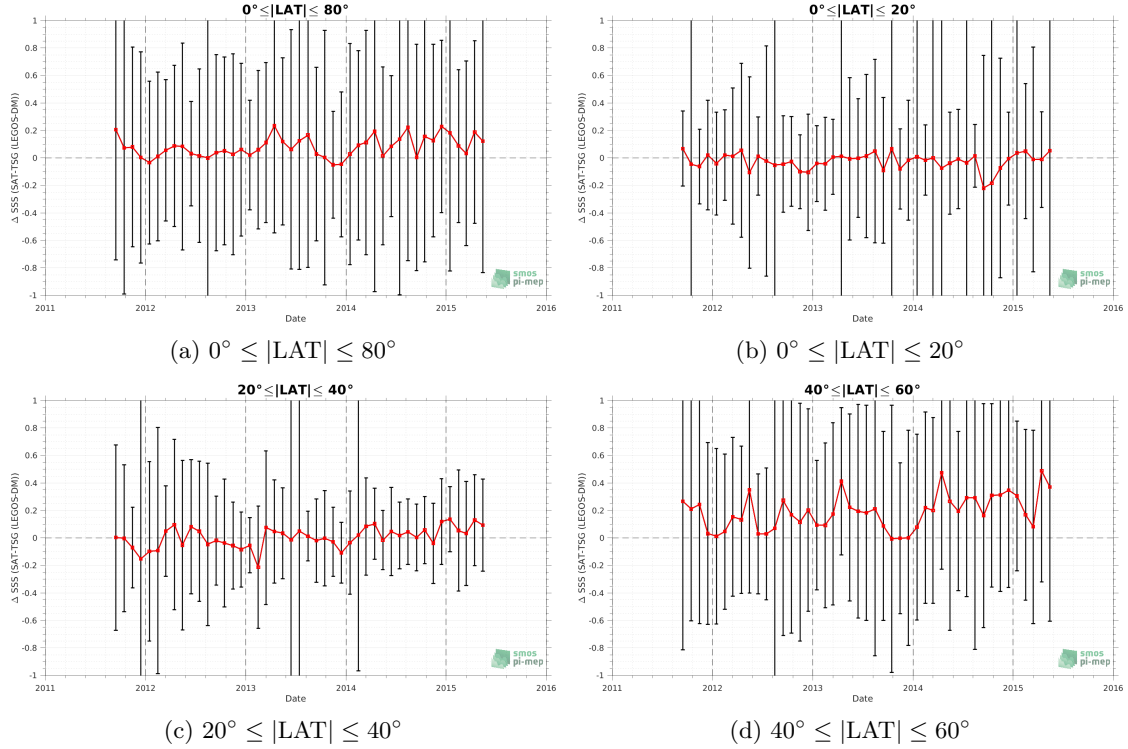 0°≤|LAT|≤ 80°
Δ SSS (SAT-TSG (LEGOS-DM))
1
0.8
0.6
0.4
0.2
0
-0.2
-0.4
-0.6
-0.8
-1
2011 2012 2013 2014 2015 2016
Date
smos
pi-mep
(a) 0° ≤ |LAT| ≤ 80°
0°≤|LAT|≤ 20°
Δ SSS (SAT-TSG (LEGOS-DM))
1
0.8
0.6
0.4
0.2
0
-0.2
-0.4
-0.6
-0.8
-1
2011 2012 2013 2014 2015 2016
Date
smos
pi-mep
(b) 0° ≤ |LAT| ≤ 20°
20°≤|LAT|≤ 40°
Δ SSS (SAT-TSG (LEGOS-DM))
1
0.8
0.6
0.4
0.2
0
-0.2
-0.4
-0.6
-0.8
-1
2011 2012 2013 2014 2015 2016
Date
smos
pi-mep
(c) 20° ≤ |LAT| ≤ 40°
40°≤|LAT|≤ 60°
Δ SSS (SAT-TSG (LEGOS-DM))
1
0.8
0.6
0.4
0.2
0
-0.2
-0.4
-0.6
-0.8
-1
2011 2012 2013 2014 2015 2016
Date
smos
pi-mep
(d) 40° ≤ |LAT| ≤ 60°